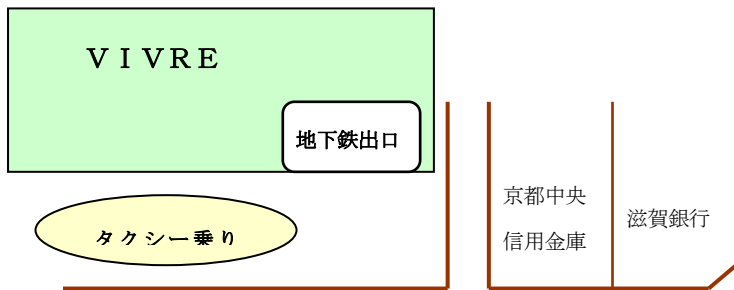 ＶＩＶＲＥ
地下鉄出口
京都中央
信用金庫
滋賀銀行
タクシー乗り